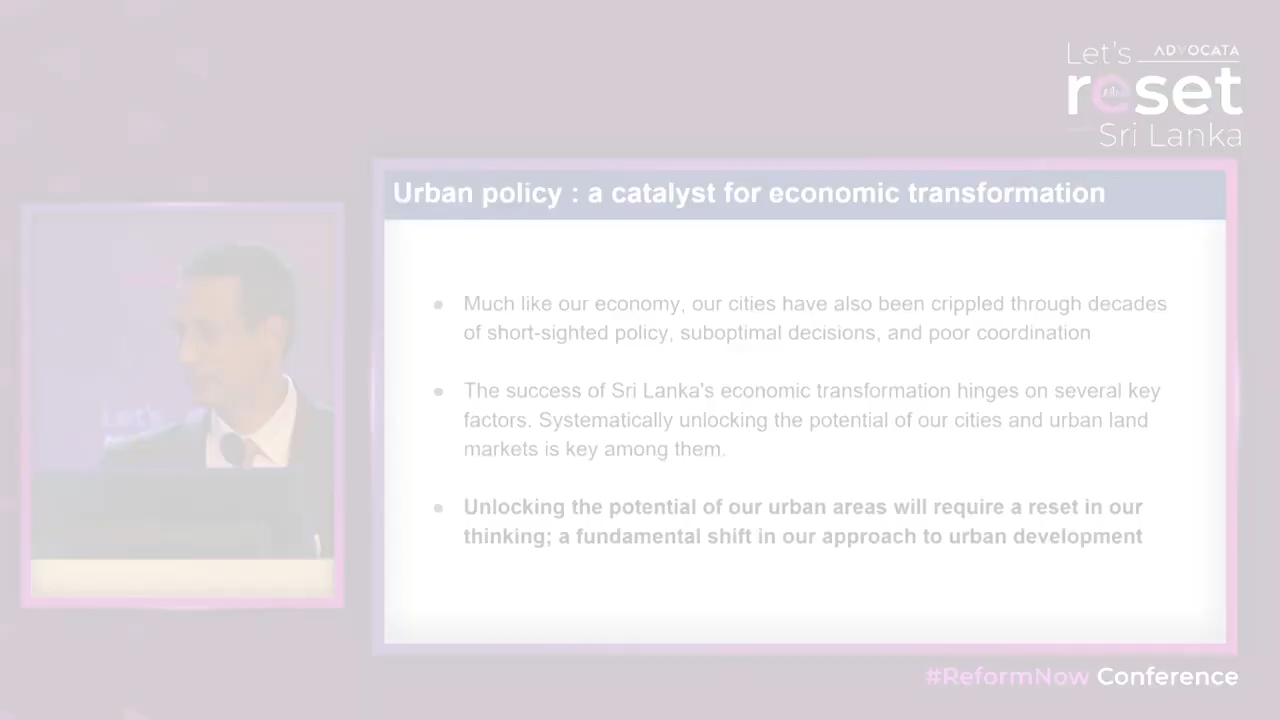 Let's
ADVOCATA
reset
Sri Lanka
Urban policy : a catalyst for economic transformation
● Much like our economy, our cities have also been crippled through decades
of short-sighted policy, suboptimal decisions, and poor coordination
● The success of Sri Lanka's economic transformation hinges on several key
factors. Systematically unlocking the potential of our cities and urban land
markets is key among them.
● Unlocking the potential of our urban areas will require a reset in our
thinking; a fundamental shift in our approach to urban development
Let's
#ReformNow Conference